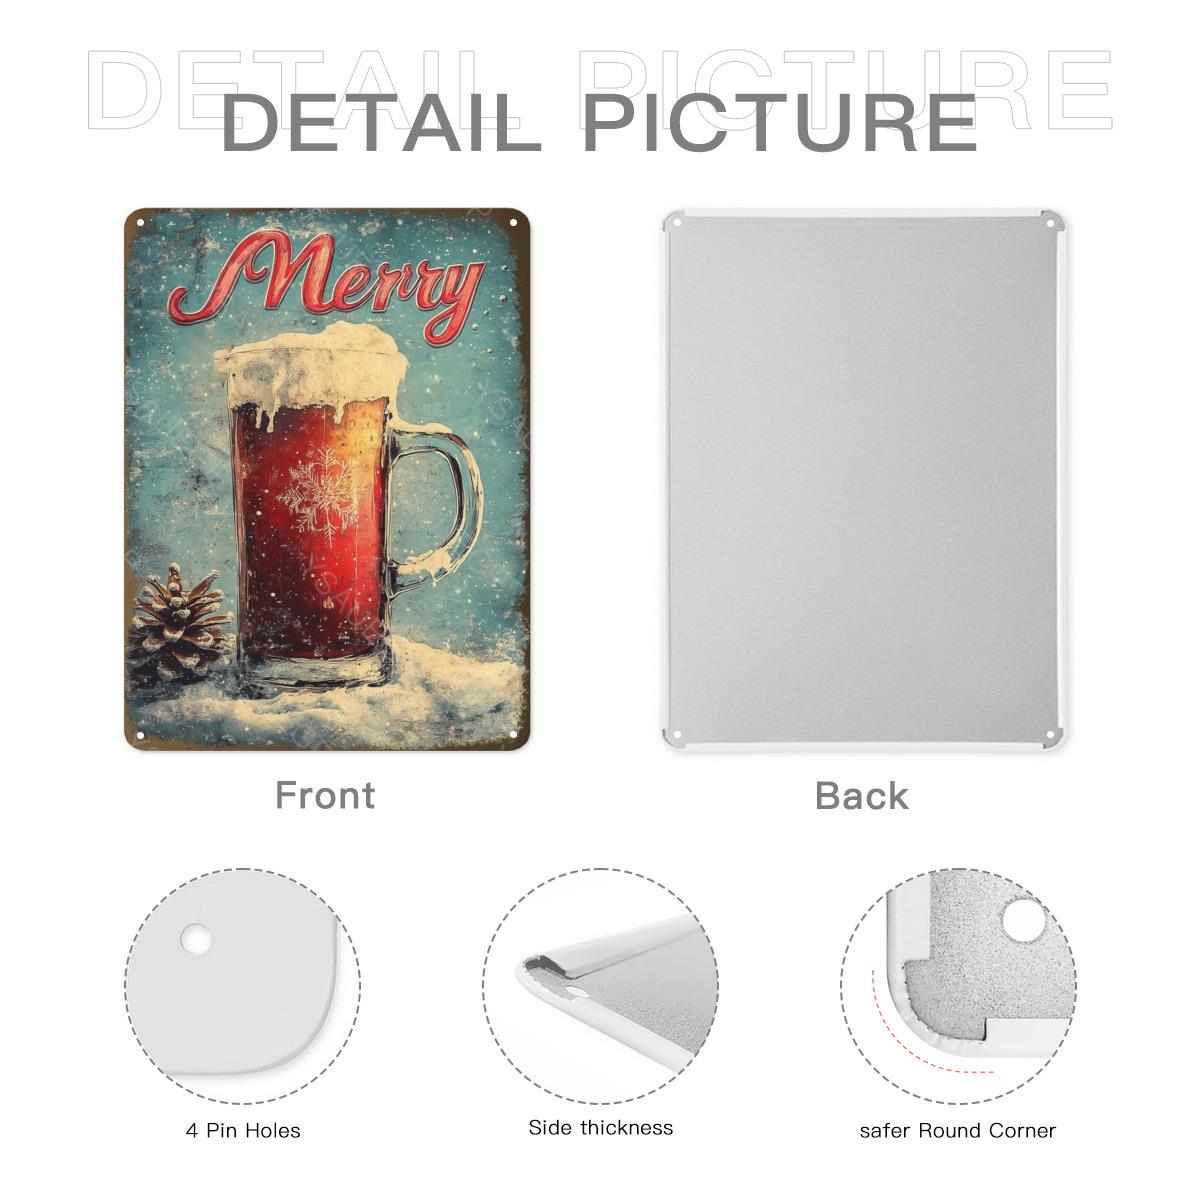 DETAIL PICTURE
DETAIL PICTURE
Merry
Front
Back
4 Pin Holes
Side thickness
safer Round Corner